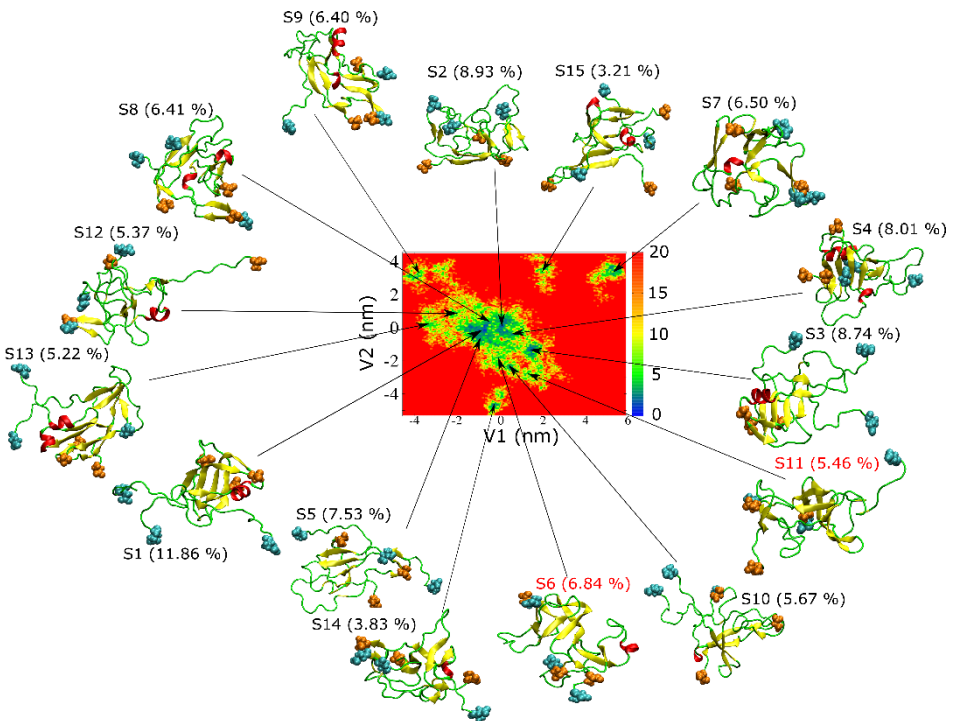 S9 (6.40 %)
S2 (8.93 %)
S15 (3.21 %)
S7 (6.50 %)
S8 (6.41 %)
S4 (8.01 %)
S12 (5.37 %)
S3 (8.74 %)
S13 (5.22 %)
S11 (5.46 %)
S1 (11.86 %)
S5 (7.53 %)
S6 (6.84 %)
S10 (5.67 %)
S14 (3.83 %)
V2 (nm)
4
2
0
-2
-4
-4
-2
0
2
4
6
V1 (nm)
20
15
10
5
0